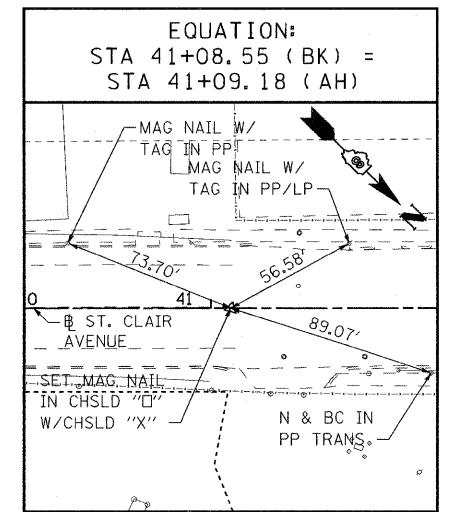 EQUATION:
STA 41+08.55 (BK) =
STA 41+09.18 (AH)
MAG NAIL W/
TAG IN PP
MAG NAIL W/
TAG IN PP/LP
N
73.70'
56.58'
0
41
89.07'
℄ ST. CLAIR
AVENUE
SET MAG NAIL
IN CHSLD "□"
W/CHSLD "X"
N & BC IN
PP TRANS.